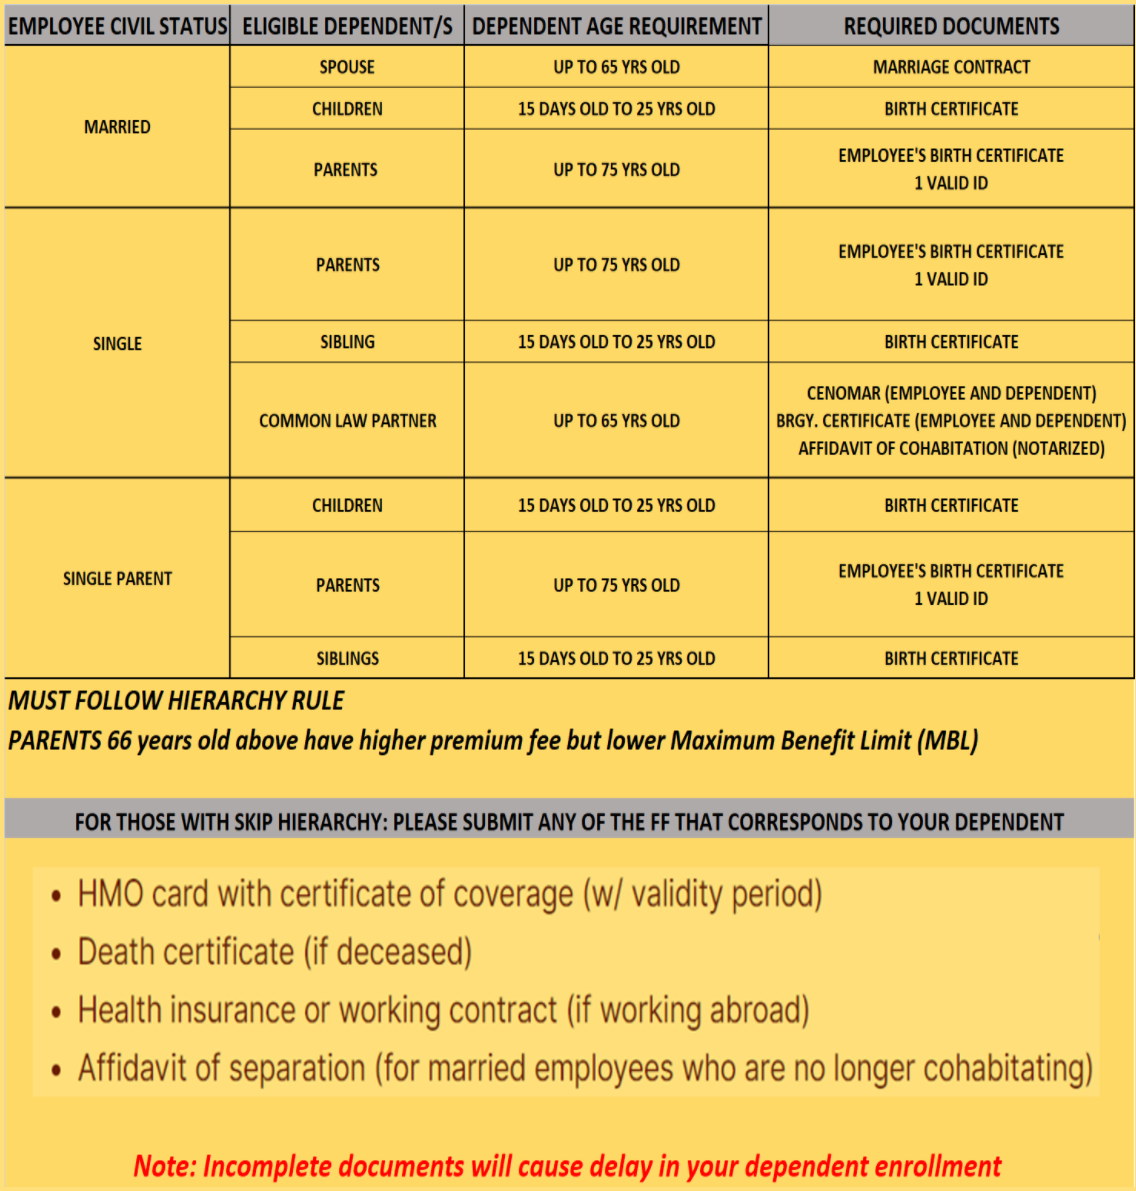 EMPLOYEE CIVIL STATUS ELIGIBLE DEPENDENT/S DEPENDENT AGE REQUIREMENT REQUIRED DOCUMENTS
MARRIED
SPOUSE UP TO 65 YRS OLD MARRIAGE CONTRACT
CHILDREN 15 DAYS OLD TO 25 YRS OLD BIRTH CERTIFICATE
PARENTS UP TO 75 YRS OLD EMPLOYEE'S BIRTH CERTIFICATE
1 VALID ID
SINGLE
PARENTS UP TO 75 YRS OLD EMPLOYEE'S BIRTH CERTIFICATE
1 VALID ID
SIBLING 15 DAYS OLD TO 25 YRS OLD BIRTH CERTIFICATE
COMMON LAW PARTNER UP TO 65 YRS OLD CENOMAR (EMPLOYEE AND DEPENDENT)
BRGY. CERTIFICATE (EMPLOYEE AND DEPENDENT)
AFFIDAVIT OF COHABITATION (NOTARIZED)
SINGLE PARENT
CHILDREN 15 DAYS OLD TO 25 YRS OLD BIRTH CERTIFICATE
PARENTS UP TO 75 YRS OLD EMPLOYEE'S BIRTH CERTIFICATE
1 VALID ID
SIBLINGS 15 DAYS OLD TO 25 YRS OLD BIRTH CERTIFICATE
MUST FOLLOW HIERARCHY RULE
PARENTS 66 years old above have higher premium fee but lower Maximum Benefit Limit (MBL)
FOR THOSE WITH SKIP HIERARCHY: PLEASE SUBMIT ANY OF THE FF THAT CORRESPONDS TO YOUR DEPENDENT
• HMO card with certificate of coverage (w/ validity period)
• Death certificate (if deceased)
• Health insurance or working contract (if working abroad)
• Affidavit of separation (for married employees who are no longer cohabitating)
Note: Incomplete documents will cause delay in your dependent enrollment